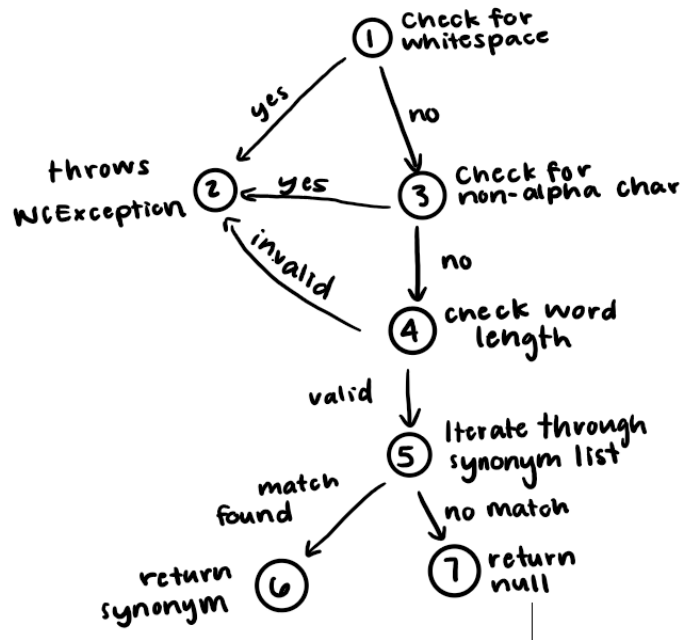 1
Check for
whitespace
yes
no
throws
WCException
2
yes
3
Check for
non-alpha char
invalid
no
4
check word
length
valid
5
Iterate through
synonym list
match
found
no match
6
return
synonym
7
return
null